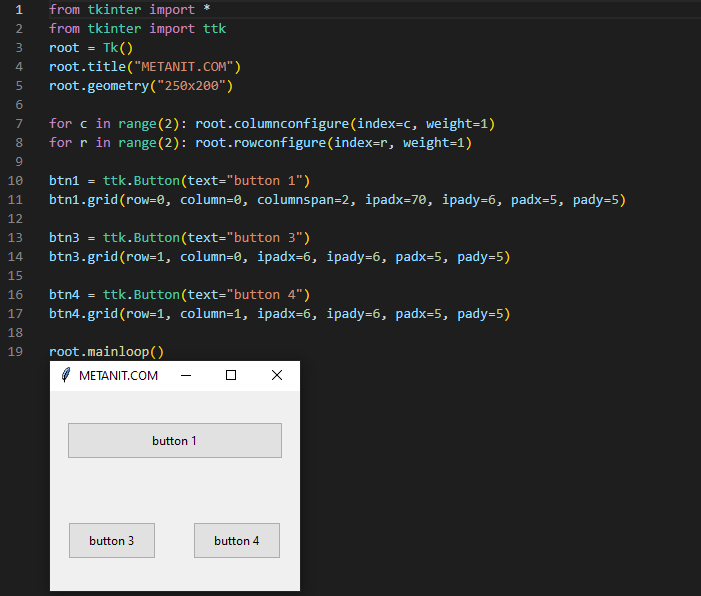 1 from tkinter import *
2 from tkinter import ttk
3 root = Tk()
4 root.title("METANIT.COM")
5 root.geometry("250x200")
6
7 for c in range(2): root.columnconfigure(index=c, weight=1)
8 for r in range(2): root.rowconfigure(index=r, weight=1)
9
10 btn1 = ttk.Button(text="button 1")
11 btn1.grid(row=0, column=0, columnspan=2, ipadx=70, ipady=6, padx=5, pady=5)
12
13 btn3 = ttk.Button(text="button 3")
14 btn3.grid(row=1, column=0, ipadx=6, ipady=6, padx=5, pady=5)
15
16 btn4 = ttk.Button(text="button 4")
17 btn4.grid(row=1, column=1, ipadx=6, ipady=6, padx=5, pady=5)
18
19 root.mainloop()
METANIT.COM
button 1
button 3 button 4